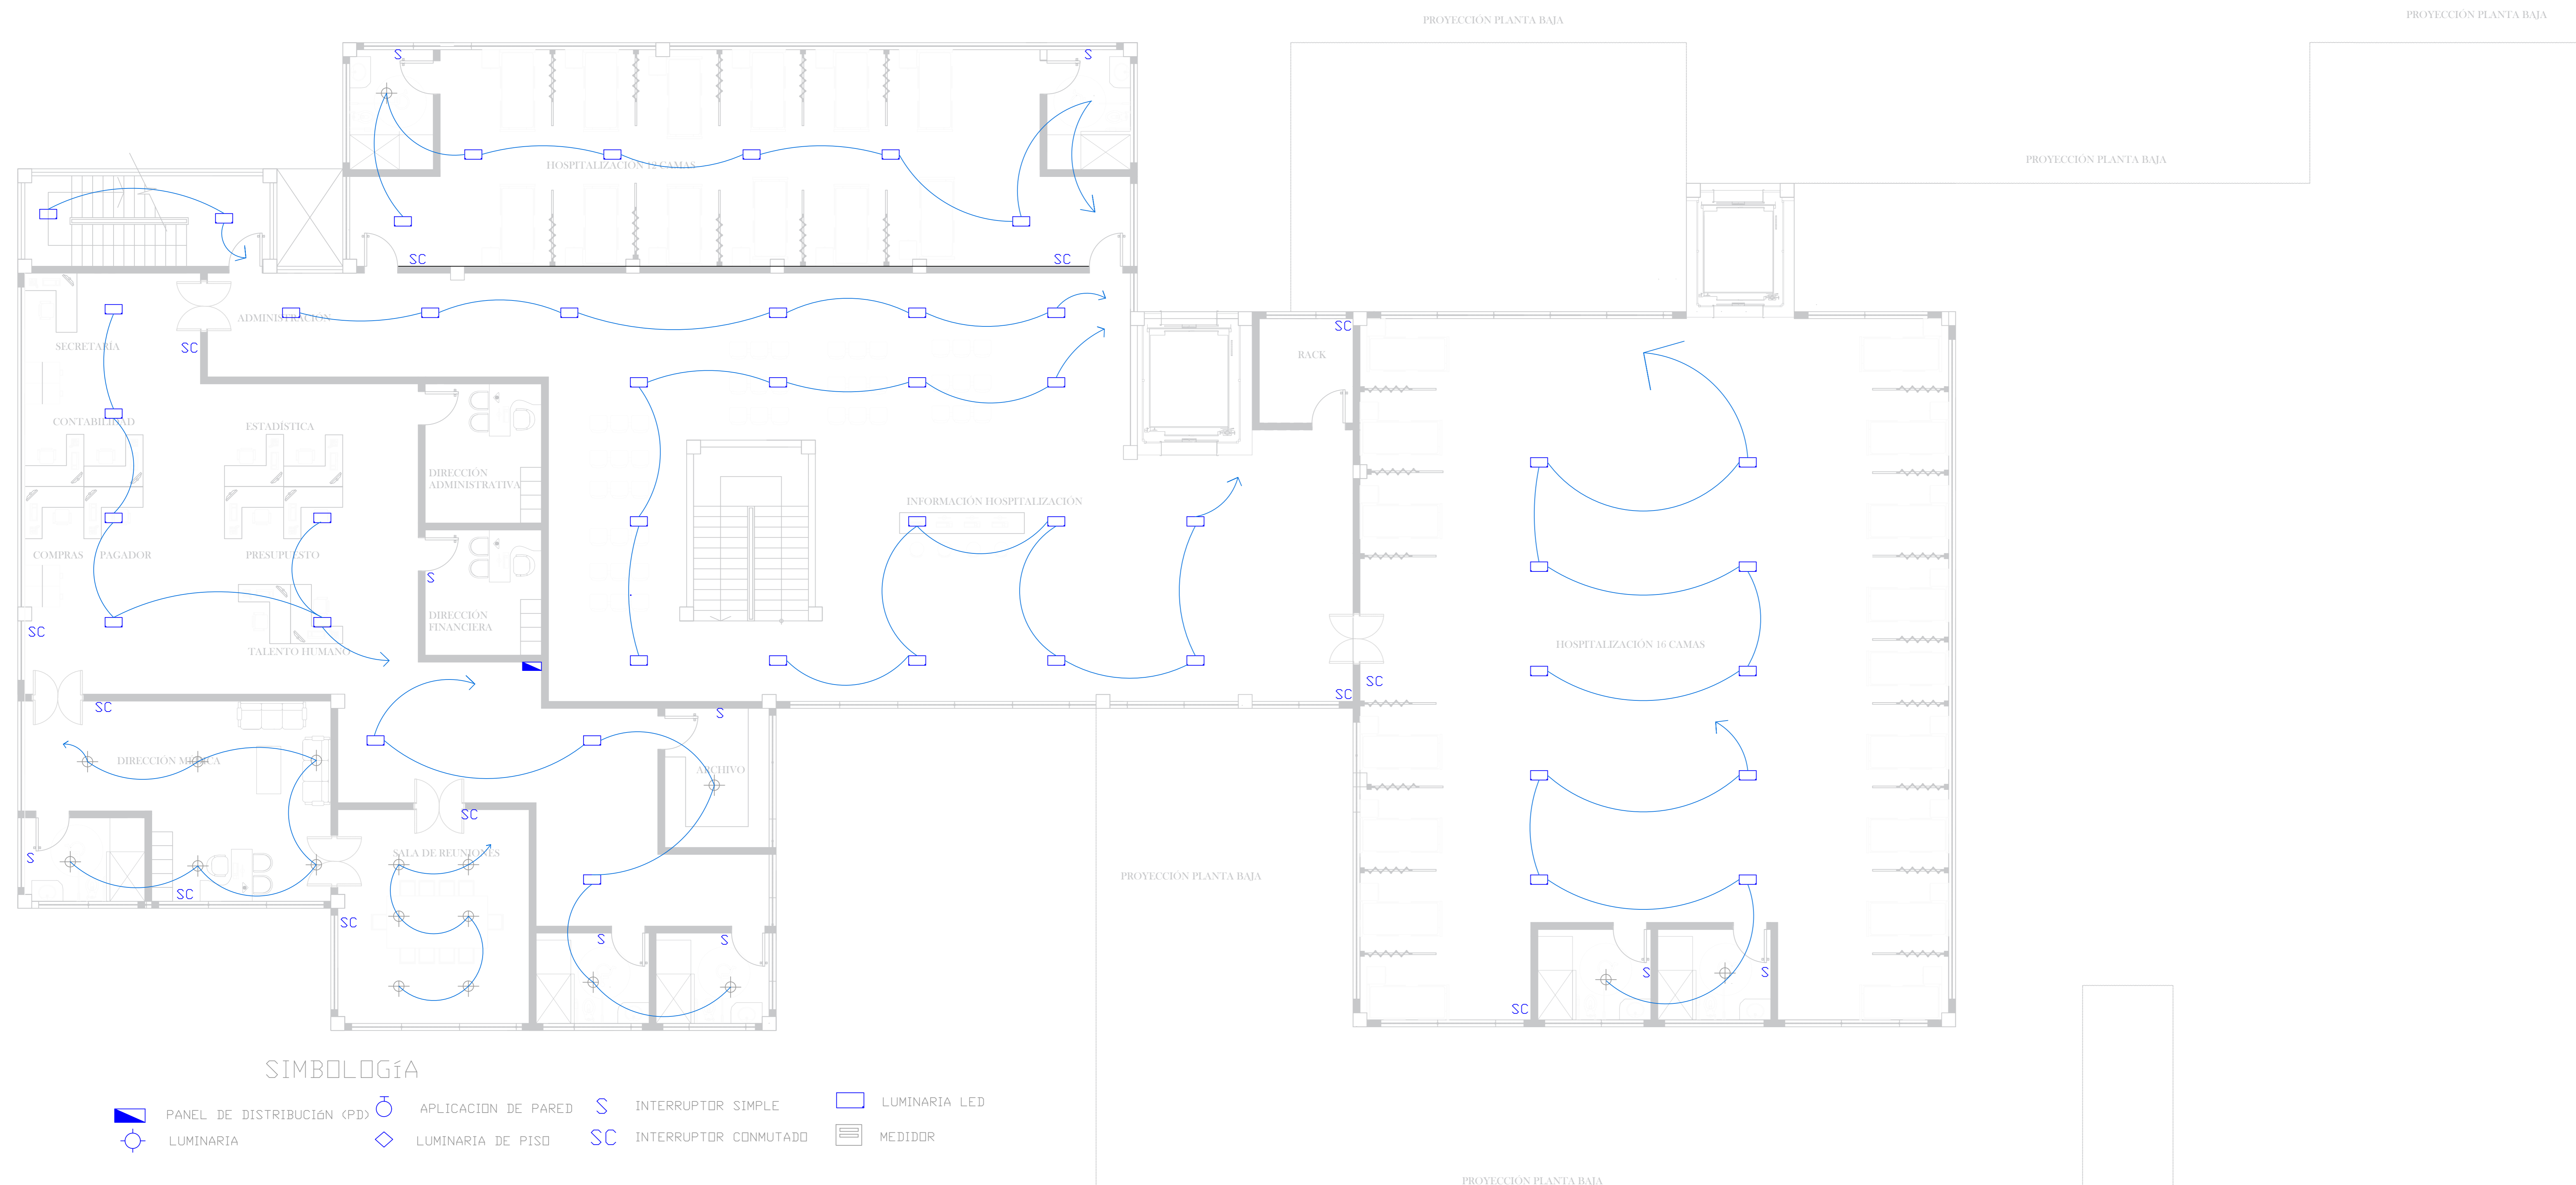 PROYECCIÓN PLANTA BAJA
PROYECCIÓN PLANTA BAJA
S
S
PROYECCIÓN PLANTA BAJA
HOSPITALIZACIÓN 12 CAMAS
SC
SC
ADMINISTRACIÓN
SC
SECRETARÍA
SC
RACK
CONTABILIDAD
ESTADÍSTICA
DIRECCIÓN
ADMINISTRATIVA
INFORMACIÓN HOSPITALIZACIÓN
COMPRAS
PAGADOR
PRESUPUESTO
S
DIRECCIÓN
FINANCIERA
SC
TALENTO HUMANO
HOSPITALIZACIÓN 16 CAMAS
SC
SC
SC
S
DIRECCIÓN MÉDICA
ARCHIVO
SC
SALA DE REUNIONES
S
SC
SC
PROYECCIÓN PLANTA BAJA
S
S
S
S
SC
SIMBOLOGíA
PANEL DE DISTRIBUCIóN (PD)
APLICACION DE PARED
S
INTERRUPTOR SIMPLE
LUMINARIA LED
LUMINARIA
LUMINARIA DE PISO
SC
INTERRUPTOR CONMUTADO
MEDIDOR
PROYECCIÓN PLANTA BAJA